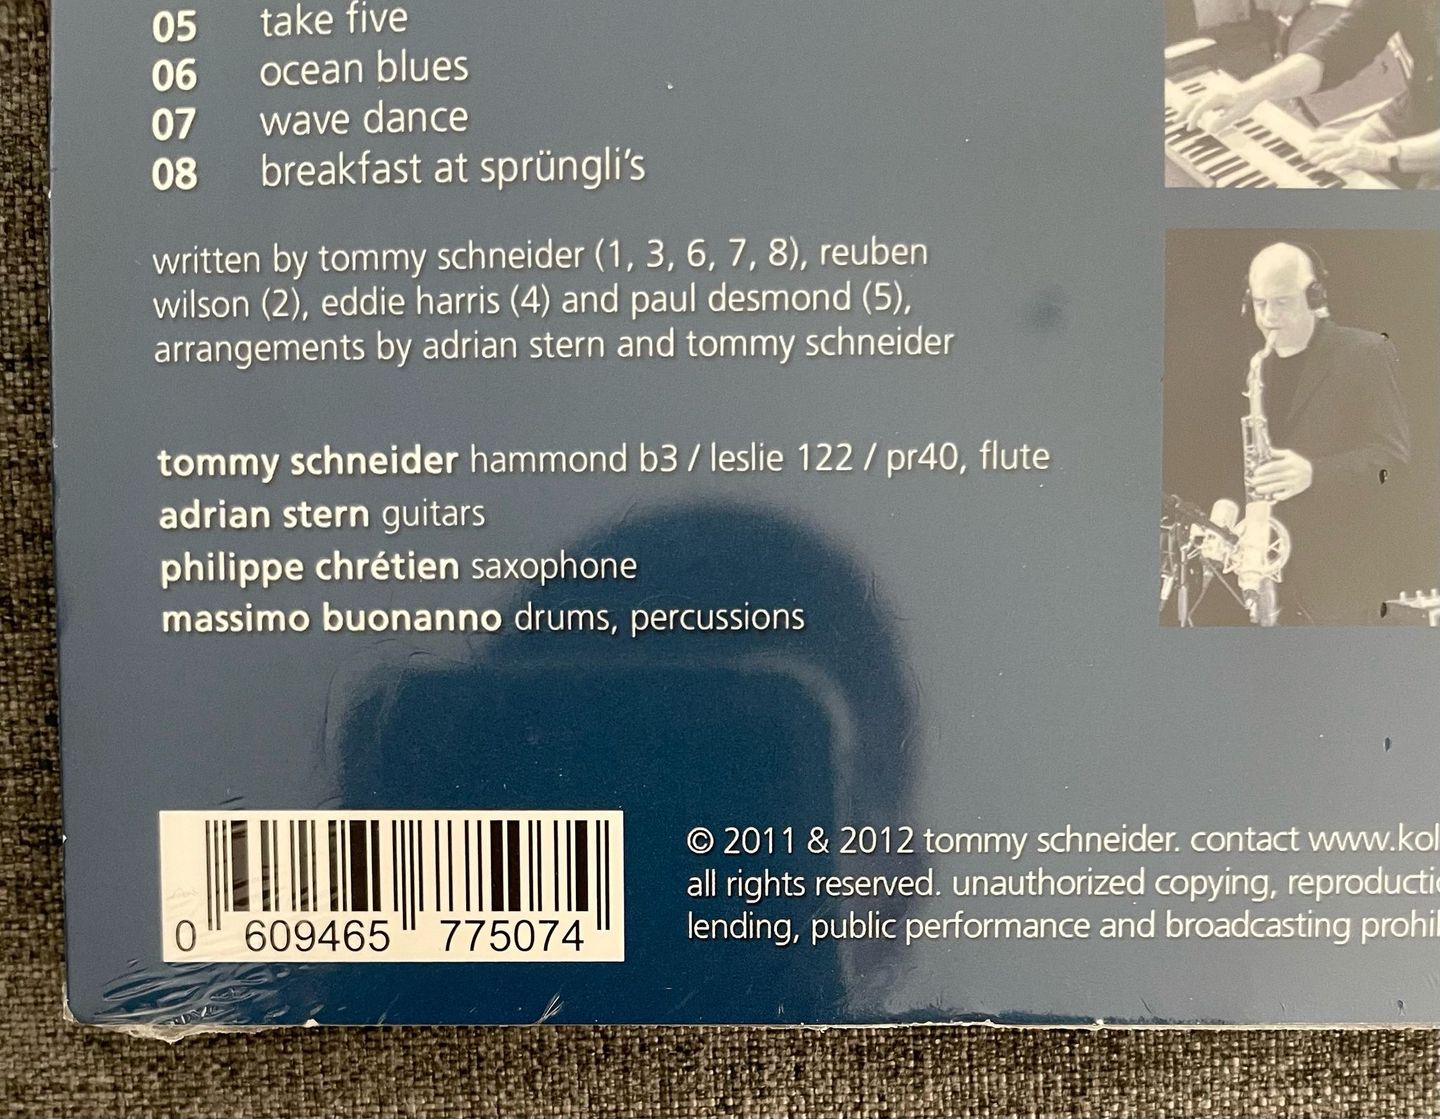 05 take five
06 ocean blues
07 wave dance
08 breakfast at sprüngli's
written by tommy schneider (1, 3, 6, 7, 8), reuben
wilson (2), eddie harris (4) and paul desmond (5),
arrangements by adrian stern and tommy schneider
tommy schneider hammond b3 / leslie 122 / pr40, flute
adrian stern guitars
philippe chrétien saxophone
massimo buonanno drums, percussions
© 2011 & 2012 tommy schneider. contact
all rights reserved. unauthorized copying,
lending, public performance and broadcasting
0 609465 775074